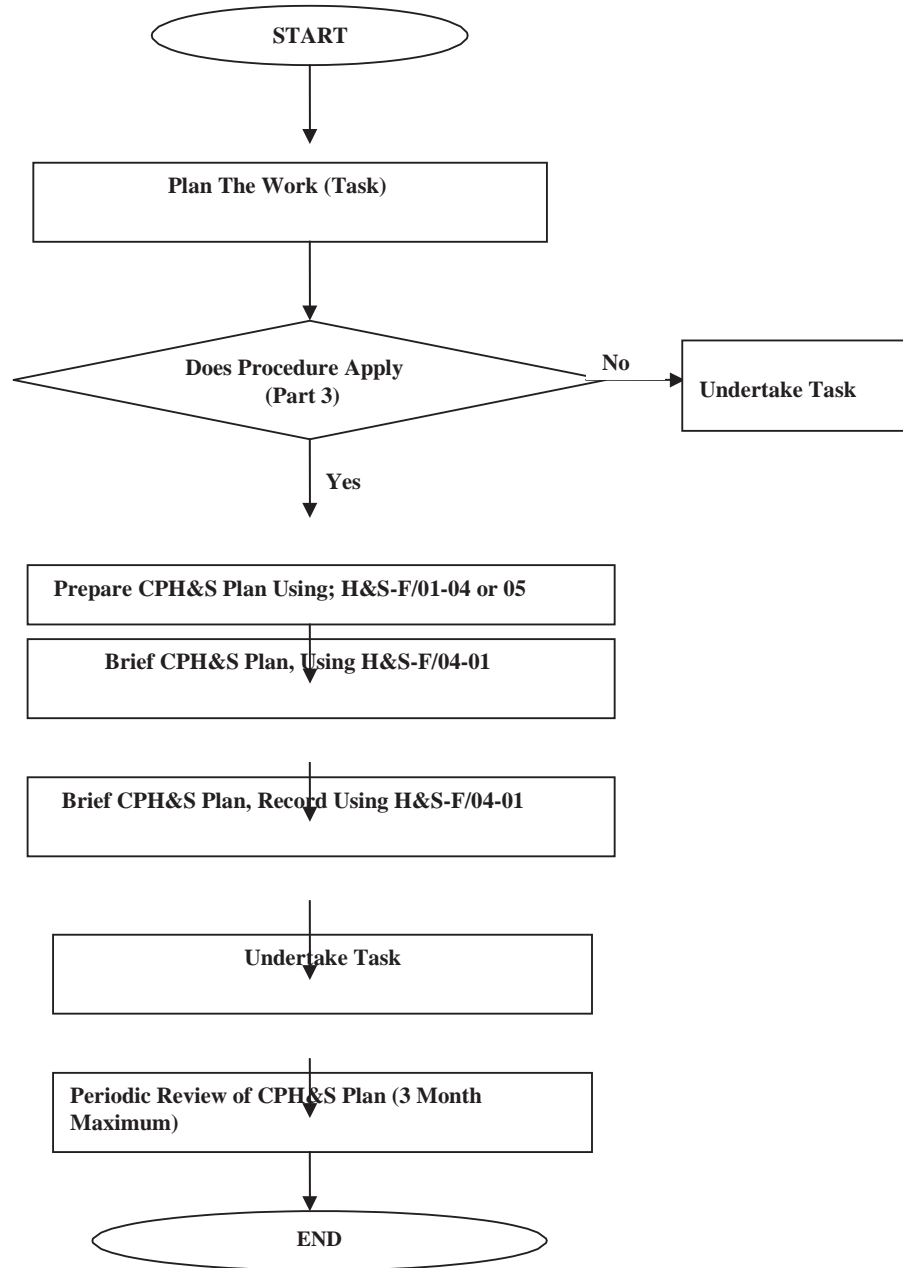 START
Plan The Work (Task)
Does Procedure Apply
(Part 3)
No
Undertake Task
Yes
Prepare CPH&S Plan Using; H&S-F/01-04 or 05
Brief CPH&S Plan, Using H&S-F/04-01
Brief CPH&S Plan, Record Using H&S-F/04-01
Undertake Task
Periodic Review of CPH&S Plan (3 Month
Maximum)
END